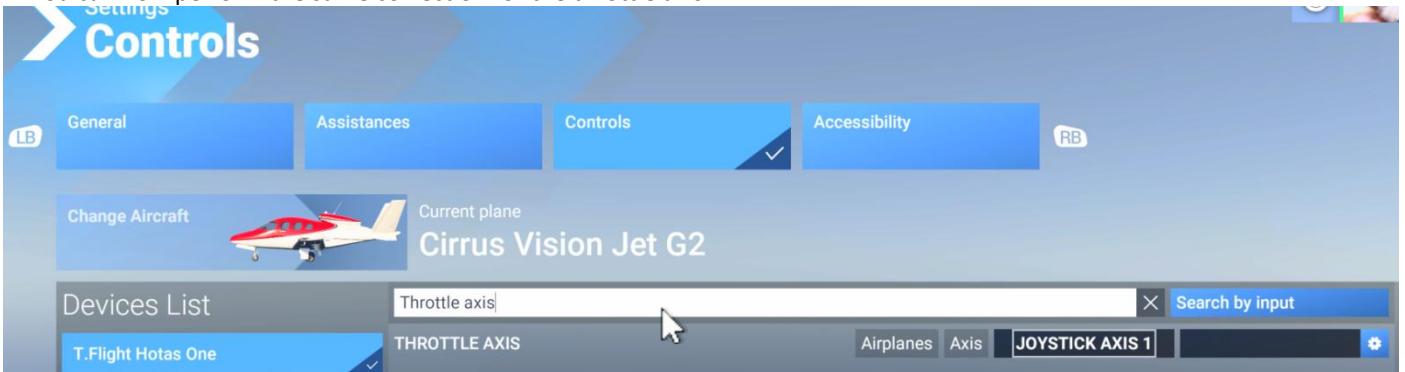 Settings
Controls
LB
General
Assistances
Controls
Accessibility
RB
Change Aircraft
Current plane
Cirrus Vision Jet G2
Devices List
Throttle axis
Search by input
T.Flight Hotas One
THROTTLE AXIS
Airplanes
Axis
JOYSTICK AXIS 1